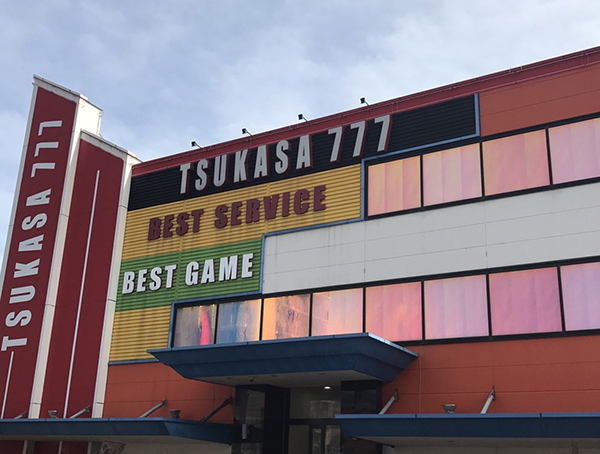 TSUKASA 777
TSUKASA 777
BEST SERVICE
BEST GAME